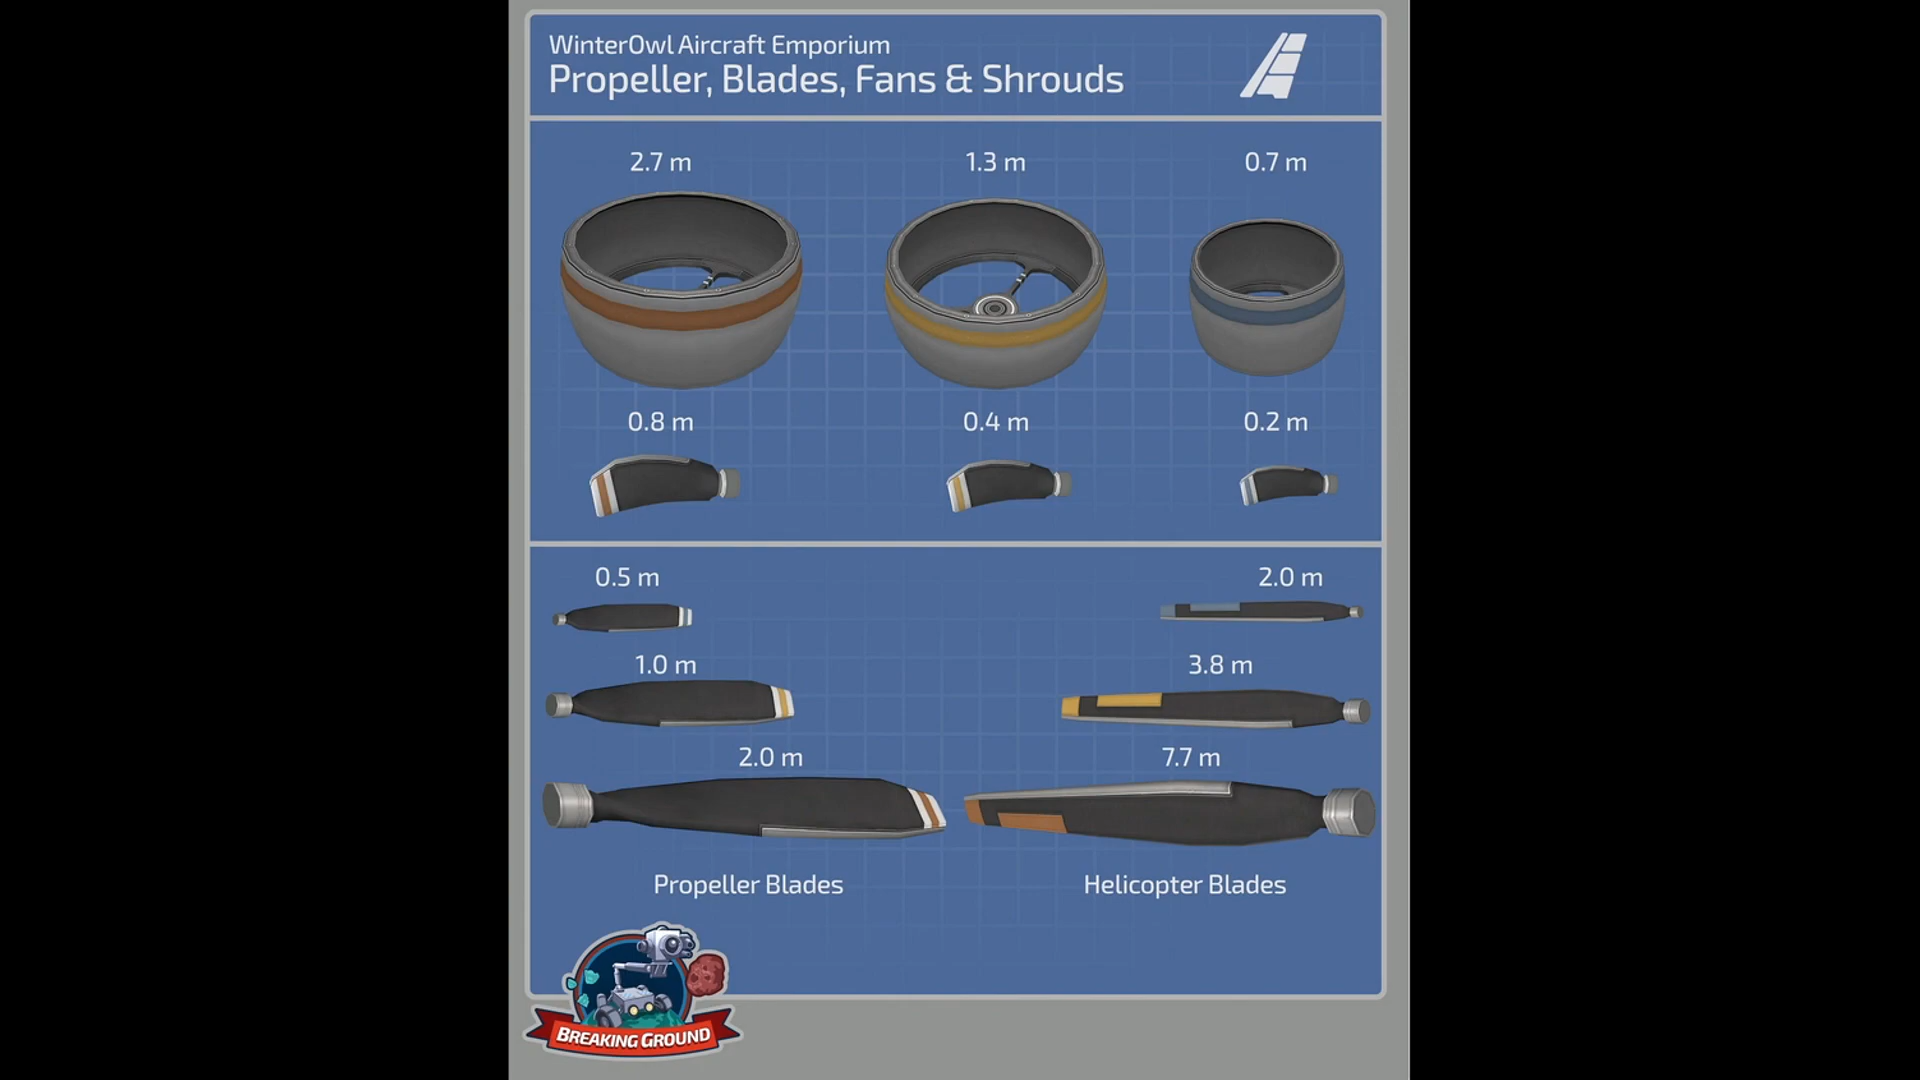 WinterOwl Aircraft Emporium
Propeller, Blades, Fans & Shrouds
2.7 m
1.3 m
0.7 m
0.8 m
0.4 m
0.2 m
0.5 m
2.0 m
1.0 m
3.8 m
2.0 m
7.7 m
Propeller Blades
Helicopter Blades
BREAKING GROUND